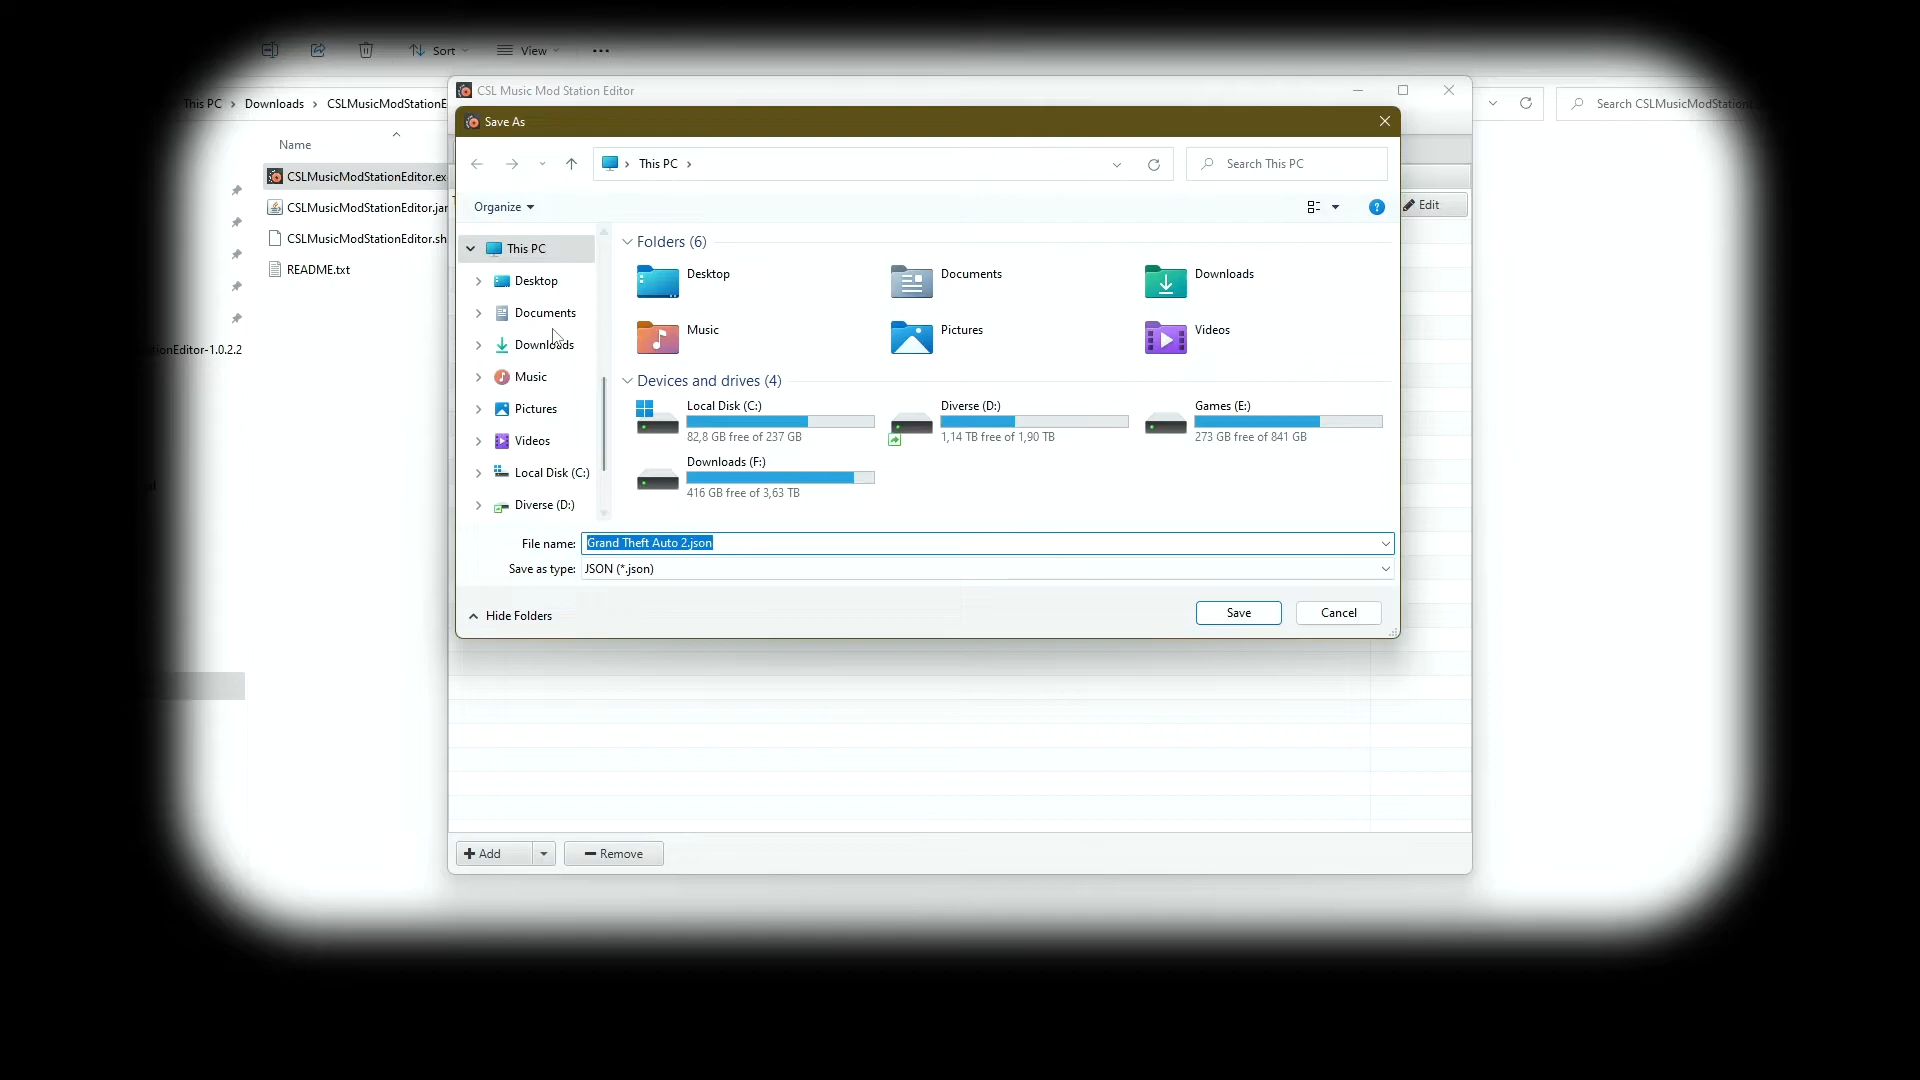 Sort
View
This PC > Downloads > CSLMusicModStationE
Search CSLMusicModStation
Name
CSLMusicModStationEditor.ex
CSLMusicModStationEditor.jar
CSLMusicModStationEditor.sh
README.txt
tionEditor-1.0.2.2
CSL Music Mod Station Editor
Edit
Save As
This PC >
Search This PC
Organize
This PC
Desktop
Documents
Downloads
Music
Pictures
Videos
Local Disk (C:)
Diverse (D:)
Folders (6)
Desktop
Documents
Downloads
Music
Pictures
Videos
Devices and drives (4)
Local Disk (C:)
82,8 GB free of 237 GB
Diverse (D:)
1,14 TB free of 1,90 TB
Games (E:)
273 GB free of 841 GB
Downloads (F:)
416 GB free of 3,63 TB
File name: Grand Theft Auto 2.json
Save as type: JSON (*.json)
Hide Folders
Save
Cancel
Add
Remove